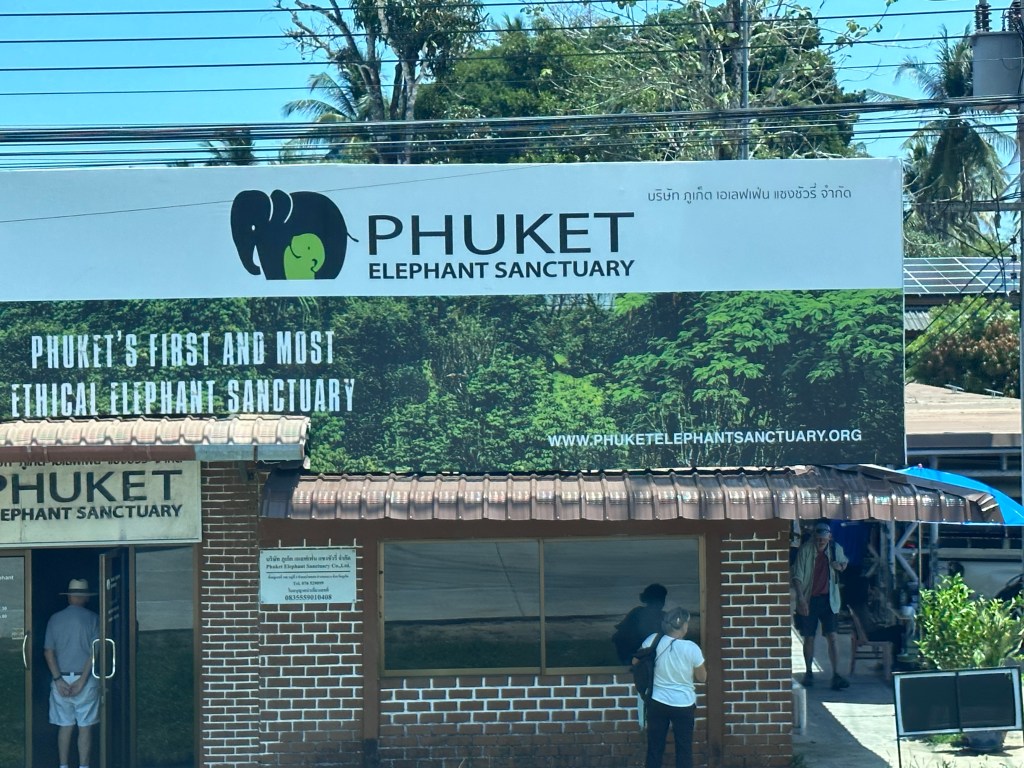 บริษัท ภูเก็ต เอเลฟเฟ่น แซงชัวรี่ จำกัด
PHUKET
ELEPHANT SANCTUARY
PHUKET'S FIRST AND MOST
ETHICAL ELEPHANT SANCTUARY
WWW.PHUKETELEPHANTSANCTUARY.ORG
PHUKET
EPHANT SANCTUARY
Phuket Elephant Sanctuary Co.,Ltd.
0835559010408